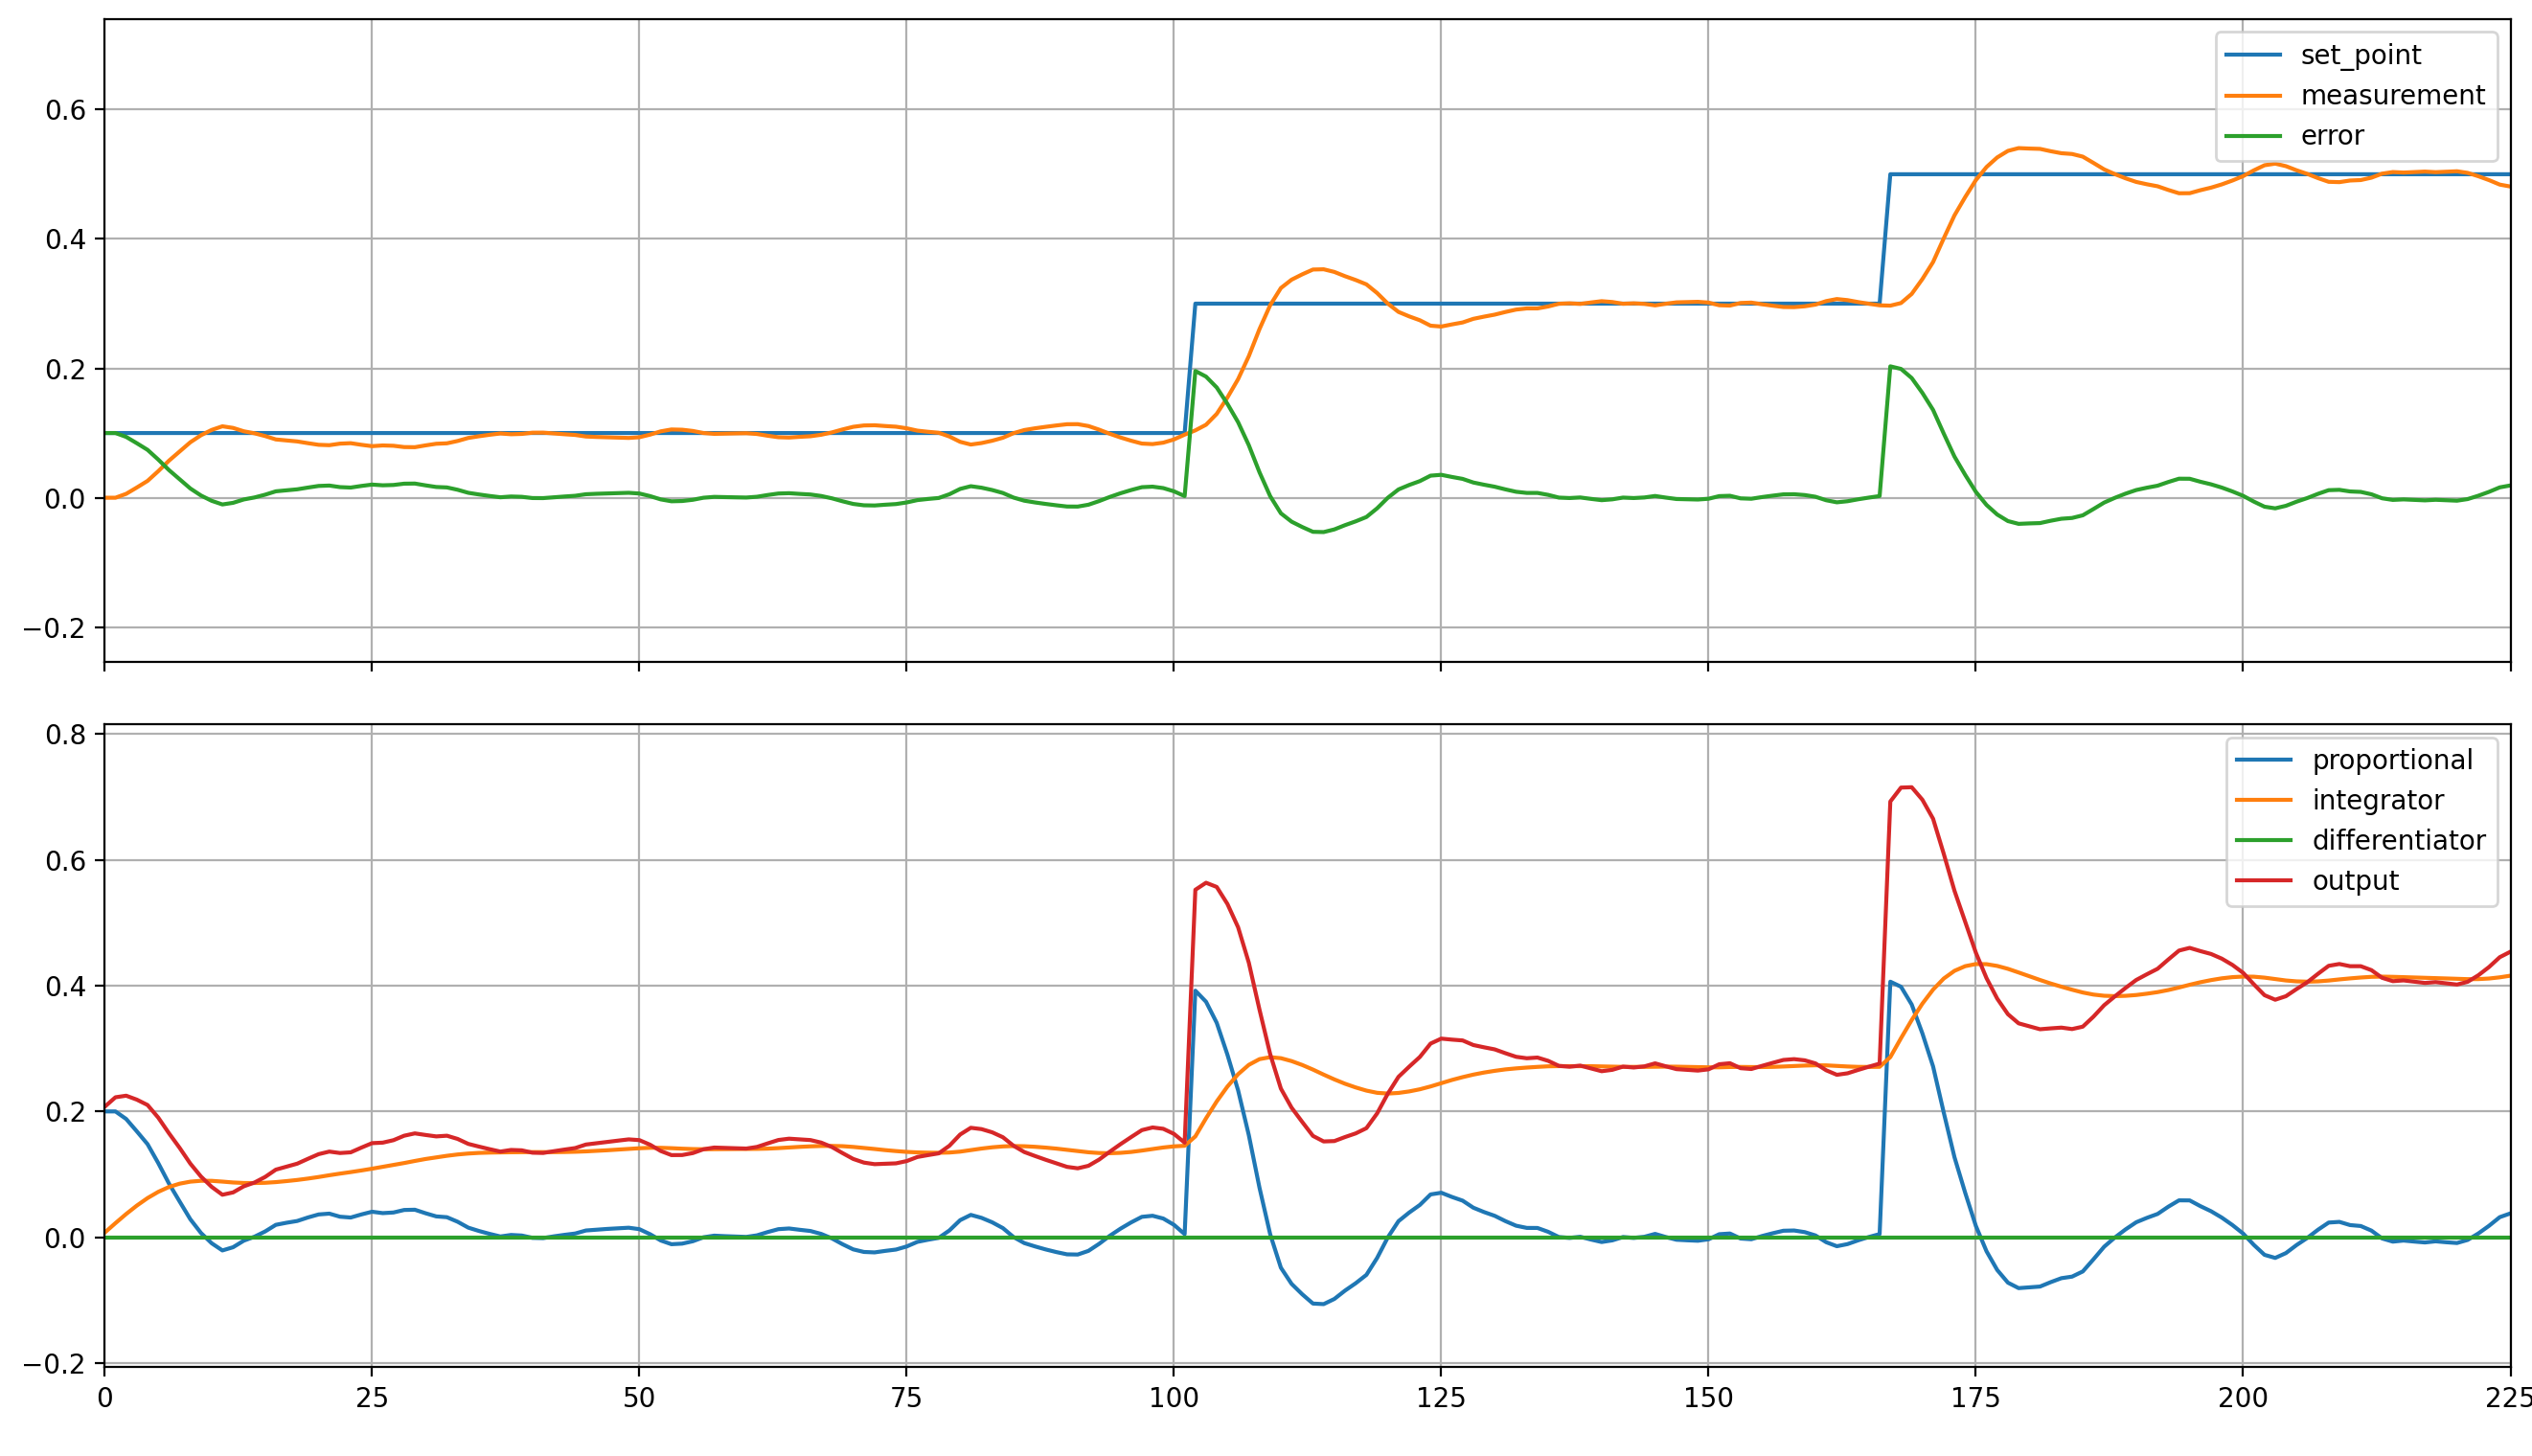 0.6
0.4
0.2
0.0
−0.2
set_point
measurement
error
0.8
0.6
0.4
0.2
0.0
−0.2
proportional
integrator
differentiator
output
0 25 50 75 100 125 150 175 200 225